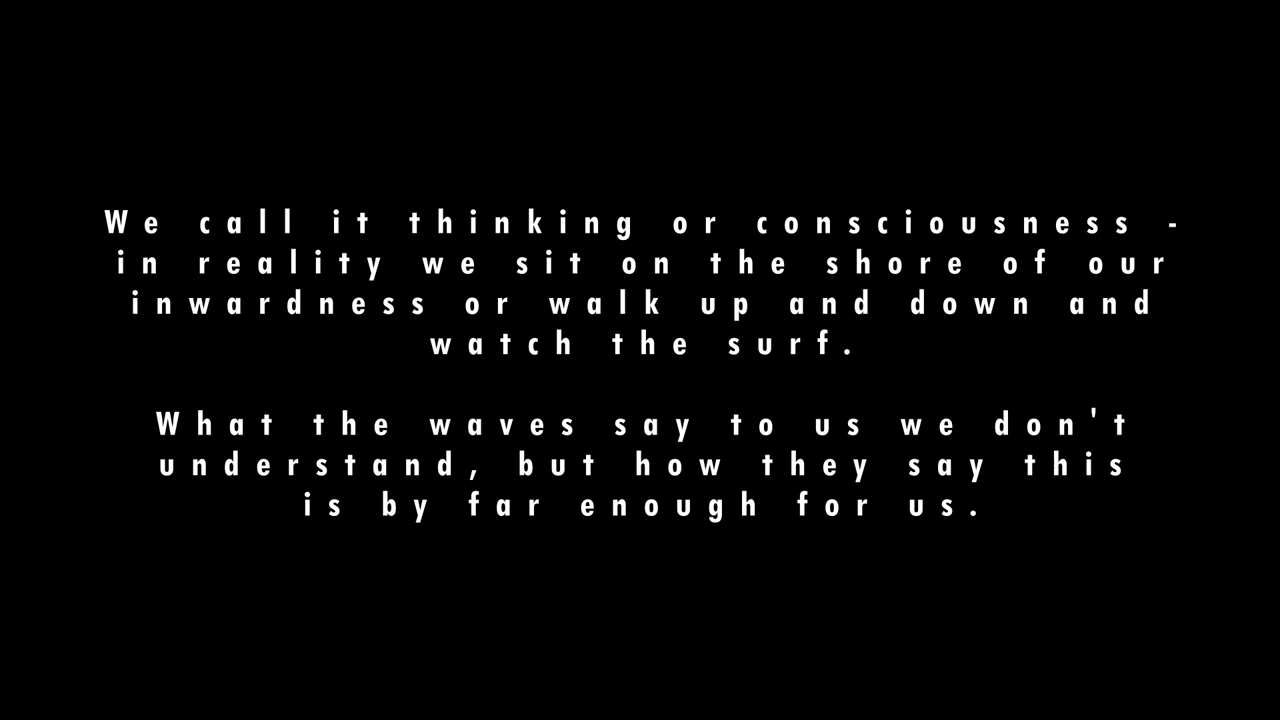 We call it thinking or consciousness -
in reality we sit on the shore of our
inwardness or walk up and down and
watch the surf.
What the waves say to us we don't
understand, but how they say this
is by far enough for us.